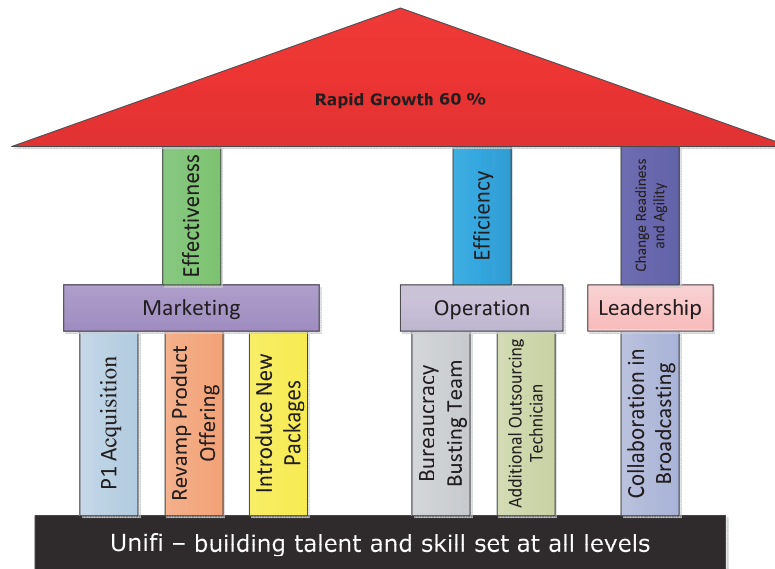 Rapid Growth 60 %
Effectiveness
Efficiency
Change Readiness
and Agility
Marketing
Operation
Leadership
P1 Acquisition
Revamp Product
Offering
Introduce New
Packages
Bureaucracy
Busting Team
Additional Outsourcing
Technician
Collaboration in
Broadcasting
Unifi – building talent and skill set at all levels